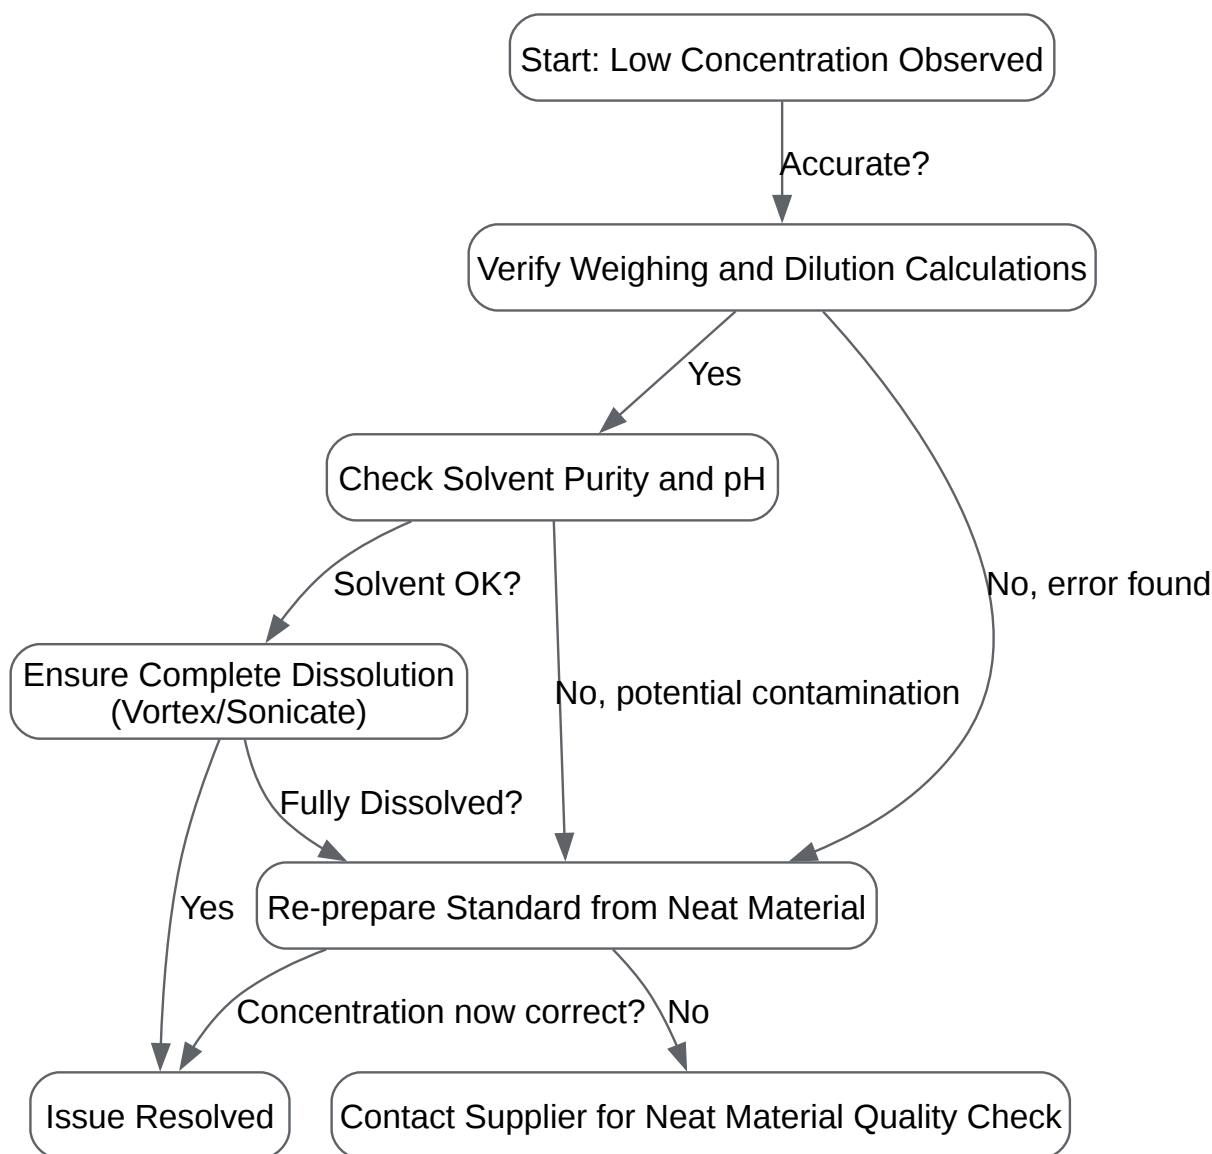 Start: Low Concentration Observed
Accurate?
Verify Weighing and Dilution Calculations
Yes
Check Solvent Purity and pH
Solvent OK?
No, error found
Ensure Complete Dissolution
(Vortex/Sonicate)
No, potential contamination
Fully Dissolved?
Yes
Re-prepare Standard from Neat Material
Concentration now correct?
No
Issue Resolved
Contact Supplier for Neat Material Quality Check